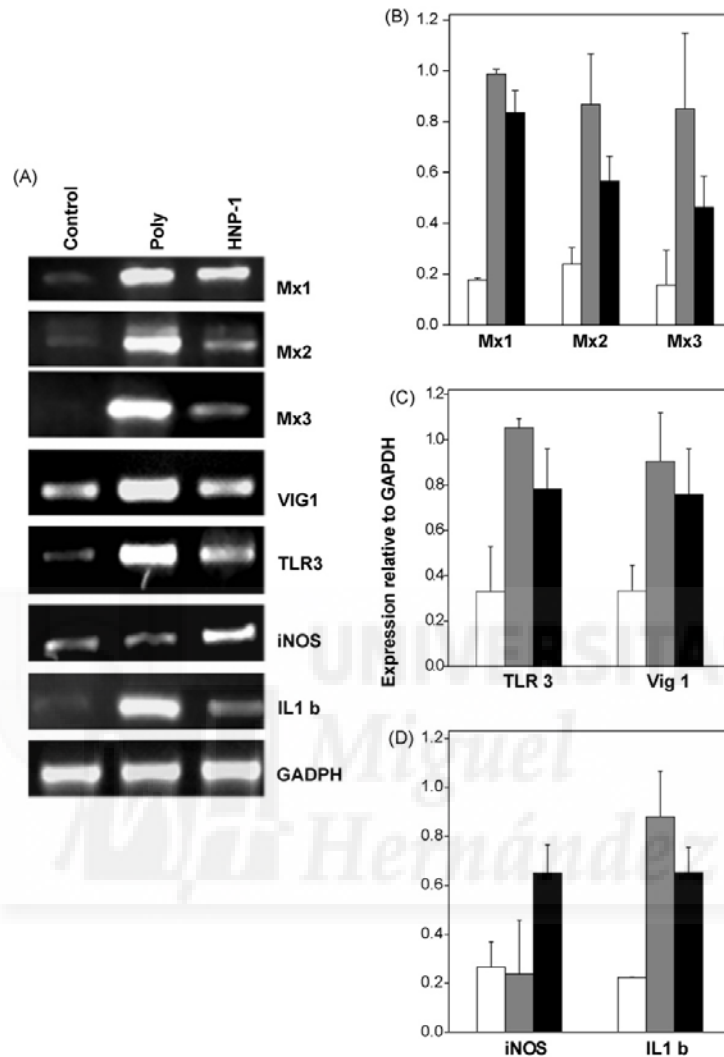 (A)
Control
Poly
HNP-1
Mx1
Mx2
Mx3
VIG1
TLR3
iNOS
IL1 b
GADPH
(B)
1.2
1.0
0.8
0.6
0.4
0.2
0.0
Mx1 Mx2 Mx3
(C)
Expression relative to GAPDH
1.2
1.0
0.8
0.6
0.4
0.2
0.0
TLR 3 Vig 1
(D)
1.2
1.0
0.8
0.6
0.4
0.2
0.0
iNOS IL1 b
UNIVERSITA
Miguel
Hernández